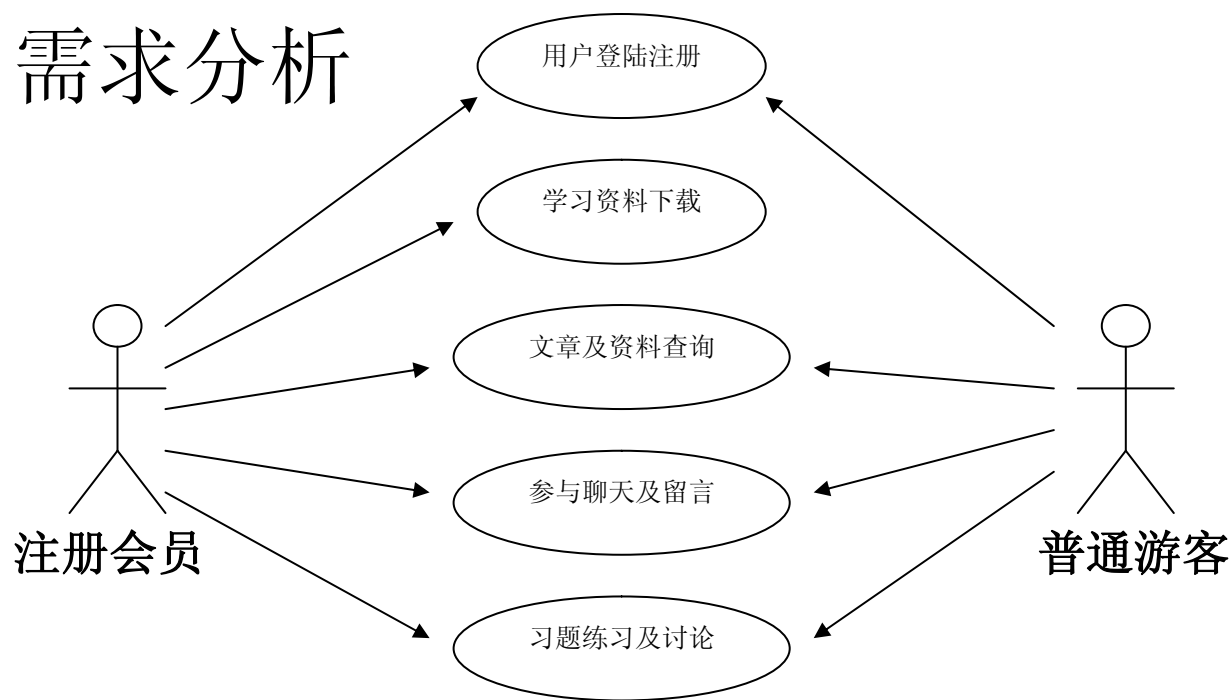 需求分析
用户登陆注册
学习资料下载
文章及资料查询
参与聊天及留言
习题练习及讨论
注册会员
普通游客